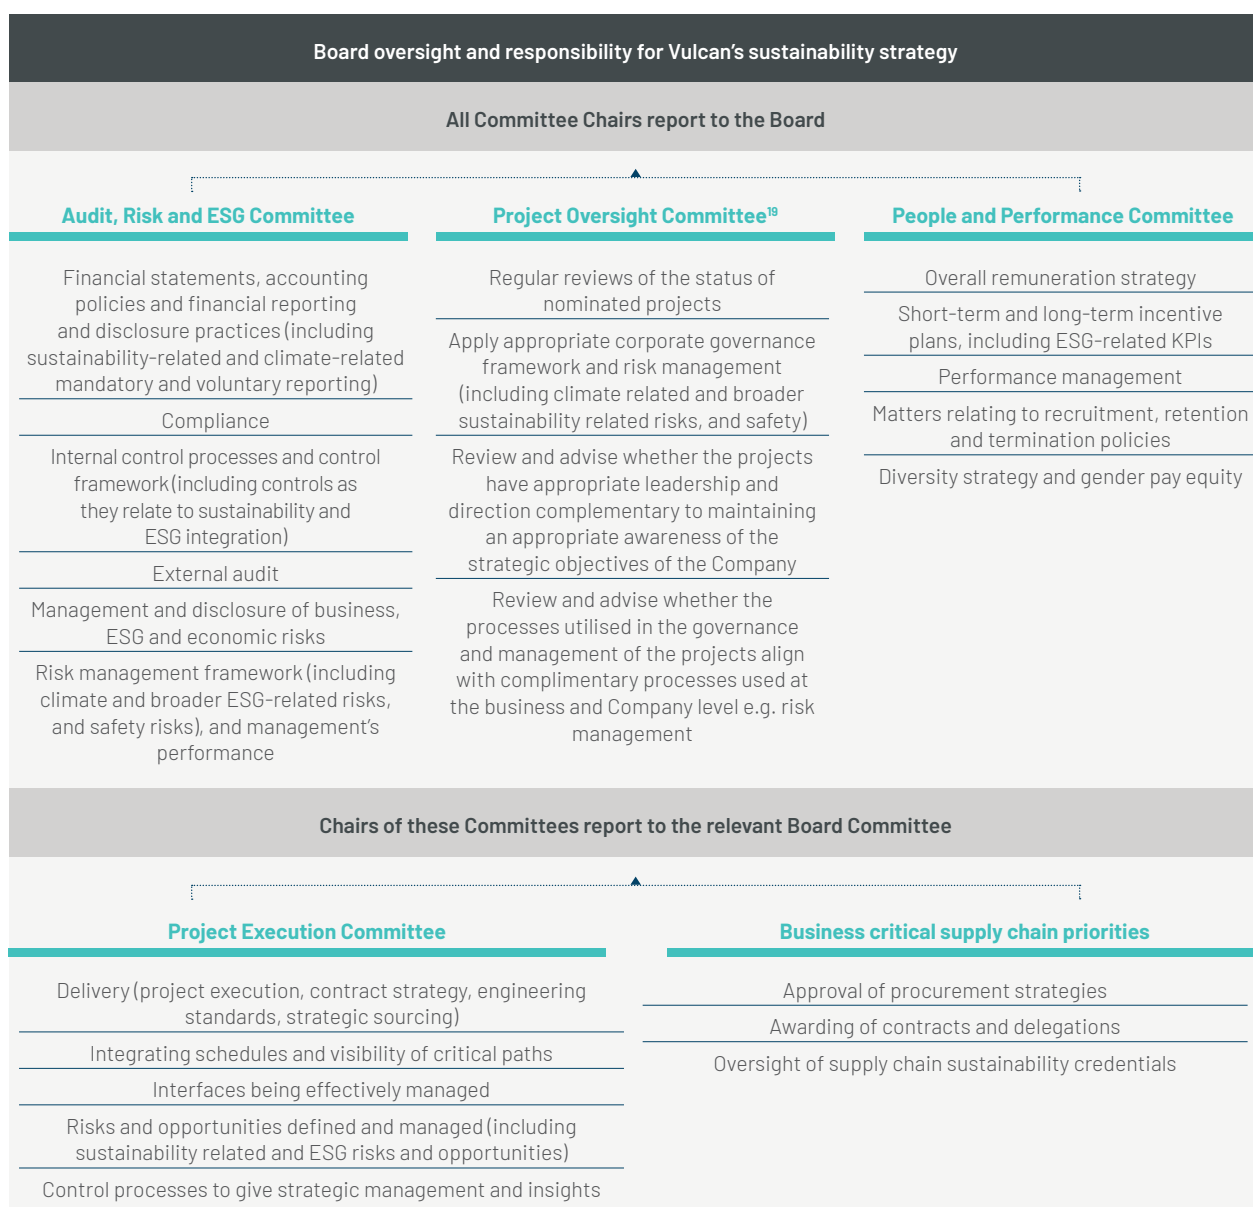 Board oversight and responsibility for Vulcan's sustainability strategy
All Committee Chairs report to the Board
Audit, Risk and ESG Committee
Financial statements, accounting
policies and financial reporting
and disclosure practices (including
sustainability-related and climate-related
mandatory and voluntary reporting)
Compliance
Internal control processes and control
framework (including controls as
they relate to sustainability and
ESG integration)
External audit
Management and disclosure of business,
ESG and economic risks
Risk management framework (including
climate and broader ESG-related risks,
and safety risks), and management's
performance
Project Oversight Committee19
Regular reviews of the status of
nominated projects
Apply appropriate corporate governance
framework and risk management
(including climate related and broader
sustainability related risks, and safety)
Review and advise whether the projects
have appropriate leadership and
direction complementary to maintaining
an appropriate awareness of the
strategic objectives of the Company
Review and advise whether the
processes utilised in the governance
and management of the projects align
with complimentary processes used at
the business and Company level e.g. risk
management
People and Performance Committee
Overall remuneration strategy
Short-term and long-term incentive
plans, including ESG-related KPIs
Performance management
Matters relating to recruitment, retention
and termination policies
Diversity strategy and gender pay equity
Chairs of these Committees report to the relevant Board Committee
Project Execution Committee
Delivery (project execution, contract strategy, engineering
standards, strategic sourcing)
Integrating schedules and visibility of critical paths
Interfaces being effectively managed
Risks and opportunities defined and managed (including
sustainability related and ESG risks and opportunities)
Control processes to give strategic management and insights
Business critical supply chain priorities
Approval of procurement strategies
Awarding of contracts and delegations
Oversight of supply chain sustainability credentials